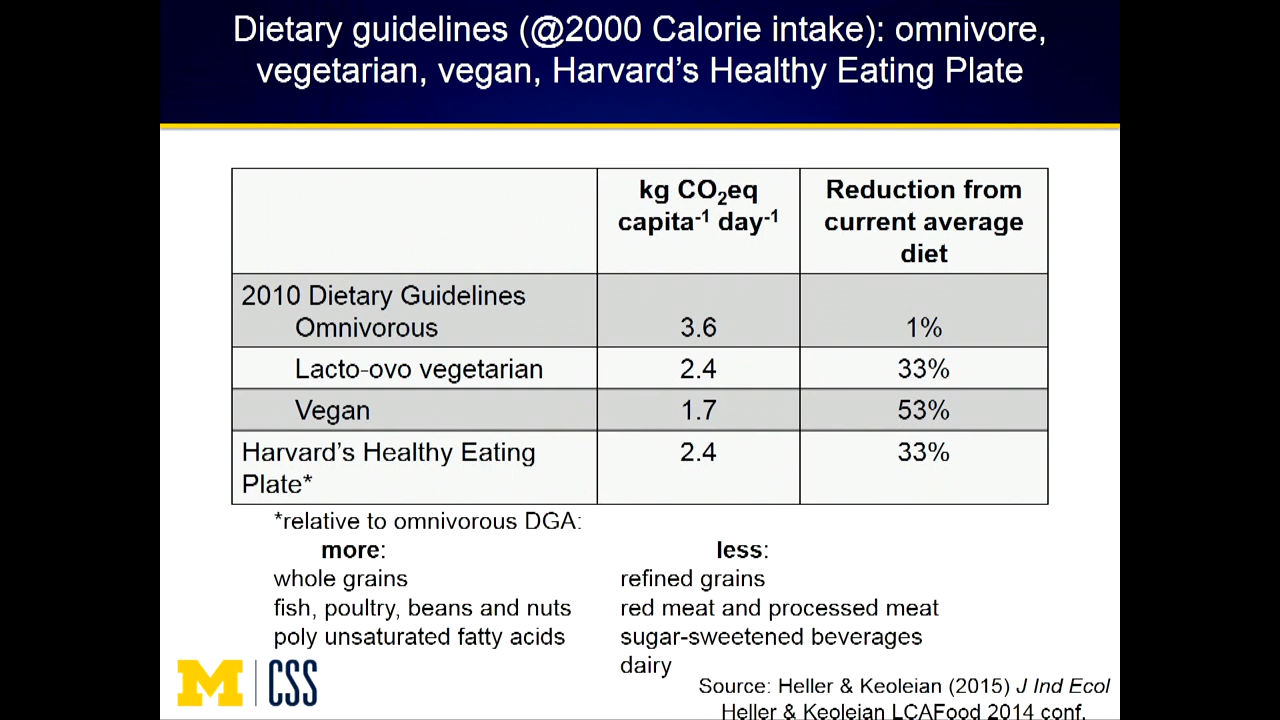 Dietary guidelines (@2000 Calorie intake): omnivore,
vegetarian, vegan, Harvard’s Healthy Eating Plate
kg CO₂eq
capita⁻¹ day⁻¹
Reduction from
current average
diet
2010 Dietary Guidelines
Omnivorous 3.6 1%
Lacto-ovo vegetarian 2.4 33%
Vegan 1.7 53%
Harvard’s Healthy Eating 2.4 33%
Plate*
*relative to omnivorous DGA:
more: less:
whole grains refined grains
fish, poultry, beans and nuts red meat and processed meat
poly unsaturated fatty acids sugar-sweetened beverages
dairy
M CSS
Source: Heller & Keoleian (2015) J Ind Ecol
Heller & Keoleian LCAFood 2014 conf.